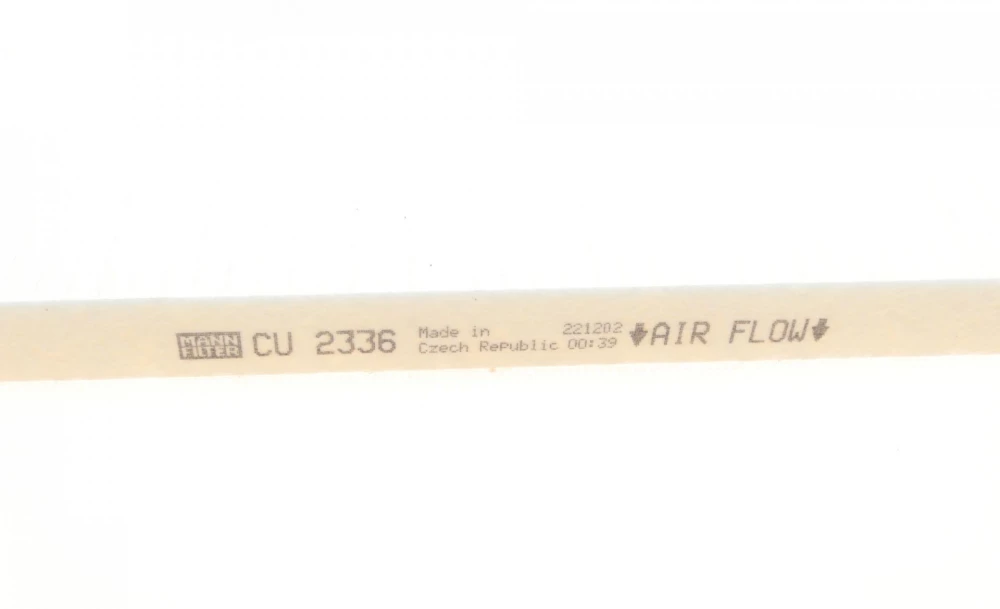 MANN
FILTER
CU 2336
Made in
Czech Republic
221202
00:39
AIR FLOW